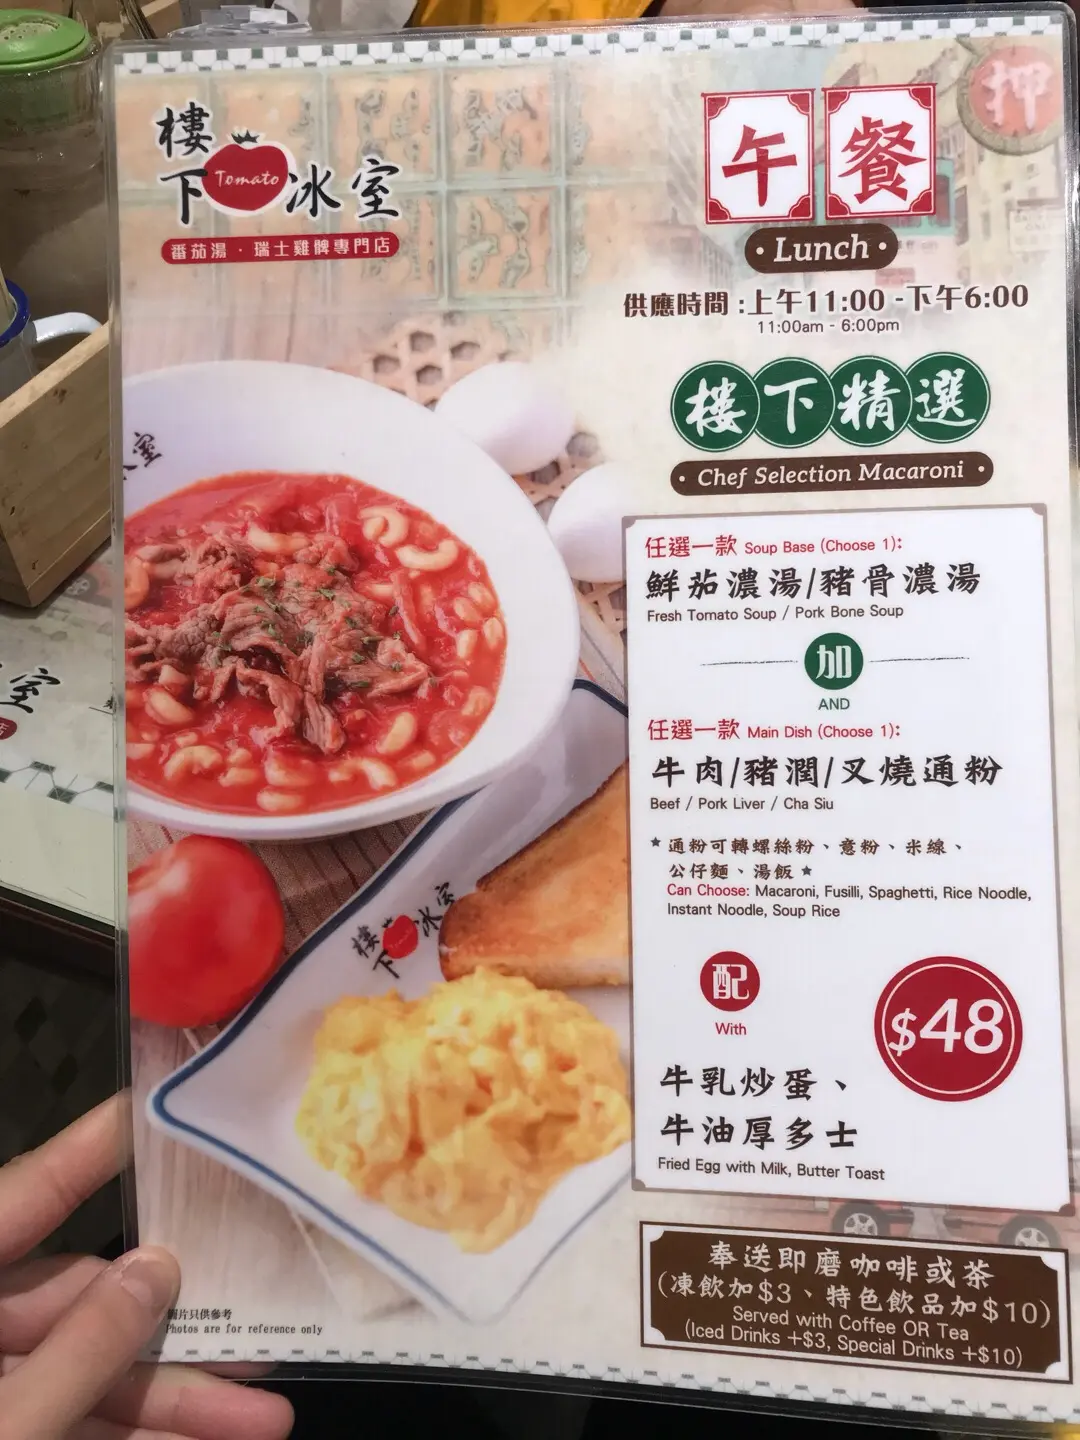 樓下 Tomato 冰室
番茄湯・瑞士雞髀專門店
押
午餐
・Lunch・
供應時間:上午11:00 -下午6:00
11:00am - 6:00pm
樓下精選
・Chef Selection Macaroni・
任選一款 Soup Base (Choose 1):
鮮茄濃湯/豬骨濃湯
Fresh Tomato Soup / Pork Bone Soup
加
AND
任選一款 Main Dish (Choose 1):
牛肉/豬潤/叉燒通粉
Beef / Pork Liver / Cha Siu
★通粉可轉螺絲粉、意粉、米線、
公仔麵、湯飯★
Can Choose: Macaroni, Fusilli, Spaghetti, Rice Noodle,
Instant Noodle, Soup Rice
配
With
$48
牛乳炒蛋、
牛油厚多士
Fried Egg with Milk, Butter Toast
奉送即磨咖啡或茶
(凍飲加$3、特色飲品加$10)
Served with Coffee OR Tea
(Iced Drinks +$3, Special Drinks +$10)
樓下冰室
圖片只供參考
Photos are for reference only
室